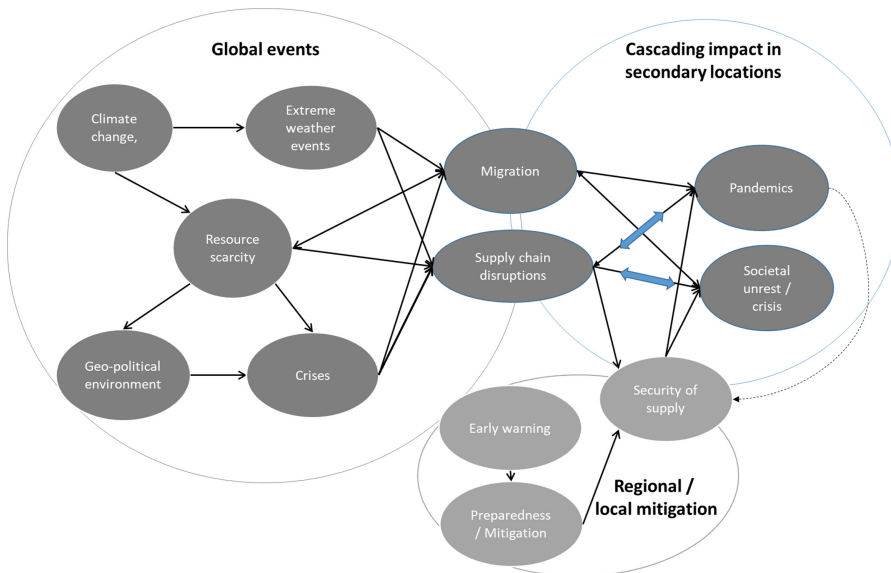 Global events
Cascading impact in
secondary locations
Climate
change,
Extreme
weather
events
Migration
Pandemics
Resource
scarcity
Supply chain
disruptions
Societal
unrest /
crisis
Geo-political
environment
Crises
Security of
supply
Early warning
Regional /
local mitigation
Preparedness
/ Mitigation